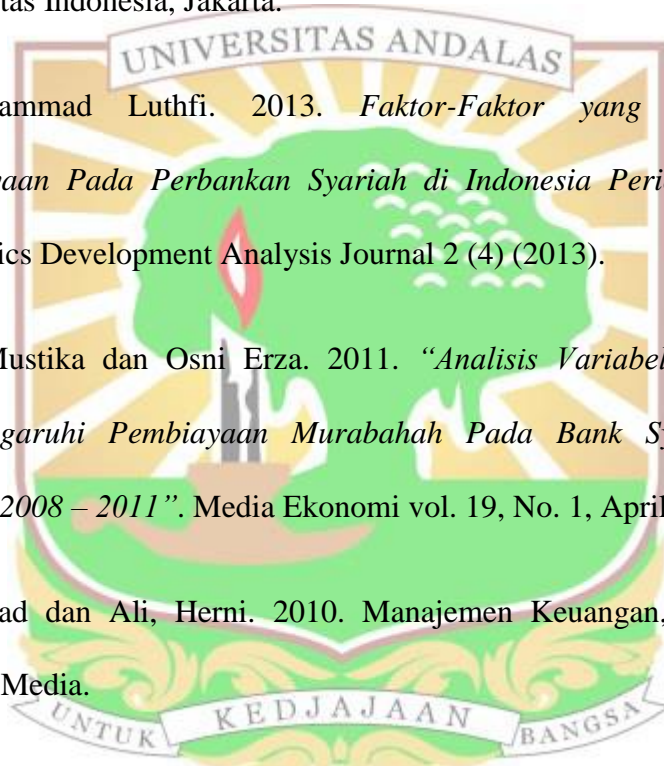 UNIVERSITAS ANDALAS
tas Indonesia, Jakarta.
ammad Luthfi. 2013. Faktor-Faktor yang
yaan Pada Perbankan Syariah di Indonesia Peri
ics Development Analysis Journal 2 (4) (2013).
Mustika dan Osni Erza. 2011. “Analisis Variabel
garuhi Pembiayaan Murabahah Pada Bank Sy
2008 – 2011”. Media Ekonomi vol. 19, No. 1, April
ad dan Ali, Herni. 2010. Manajemen Keuangan,
Media.
UNTUK KEDJAJAAN BANGSA